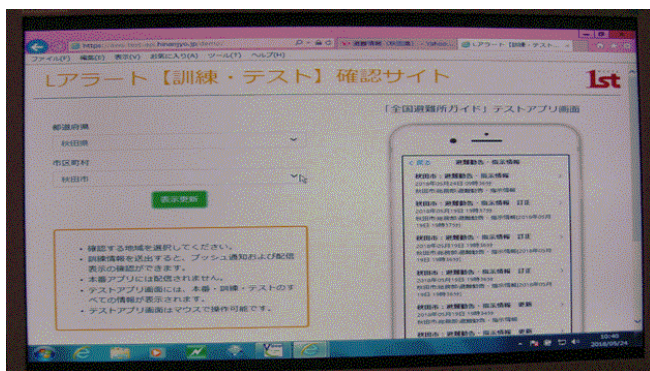 ファイル(F) 編集(E) 表示(V) お気に入り(A) ツール(T) ヘルプ(H)
Lアラート【訓練・テスト】確認サイト
1st
「全国避難所ガイド」テストアプリ画面
都道府県
秋田県
市区町村
秋田市
表示更新
・確認する地域を選択してください。
・訓練情報を送出すると、プッシュ通知および配信
表示の確認ができます。
・本番アプリには配信されません。
・テストアプリ画面には、本番・訓練・テストのす
べての情報が表示されます。
・テストアプリ画面はマウスで操作可能です。
< 戻る 避難勧告・指示情報
秋田市：避難勧告・指示情報
秋田市：避難勧告・指示情報 訂正
秋田市：避難勧告・指示情報 訂正
秋田市：避難勧告・指示情報 更新
秋田市：避難勧告・指示情報 更新
10:40
2018/05/24